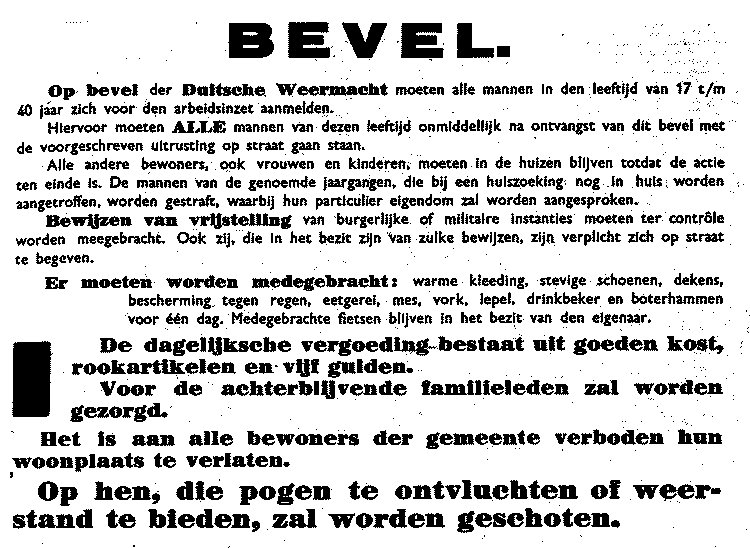 BEVEL.
Op bevel der Duitsche Weermacht moeten alle mannen in den leeftijd van 17 t/m
40 jaar zich voor den arbeidsinzet aanmelden.
Hiervoor moeten ALLE mannen van dezen leeftijd onmiddellijk na ontvangst van dit bevel met
de voorgeschreven uitrusting op straat gaan staan.
Alle andere bewoners, ook vrouwen en kinderen, moeten in de huizen blijven totdat de actie
ten einde is. De mannen van de genoemde jaargangen, die bij een huiszoeking nog in huis worden
aangetroffen, worden gestraft, waarbij hun particulier eigendom zal worden aangesproken.
Bewijzen van vrijstelling van burgerlijke of militaire instanties moeten ter contrôle
worden meegebracht. Ook zij, die in het bezit zijn van zulke bewijzen, zijn verplicht zich op straat
te begeven.
Er moeten worden medegebracht: warme kleeding, stevige schoenen, dekens,
bescherming tegen regen, eetgerei, mes, vork, lepel, drinkbeker en boterhammen
voor één dag. Medegebrachte fietsen blijven in het bezit van den eigenaar.
De dagelijksche vergoeding bestaat uit goeden kost,
rookartikelen en vijf gulden.
Voor de achterblijvende familieleden zal worden
gezorgd.
Het is aan alle bewoners der gemeente verboden hun
woonplaats te verlaten.
Op hen, die pogen te ontvluchten of weer-
stand te bieden, zal worden geschoten.